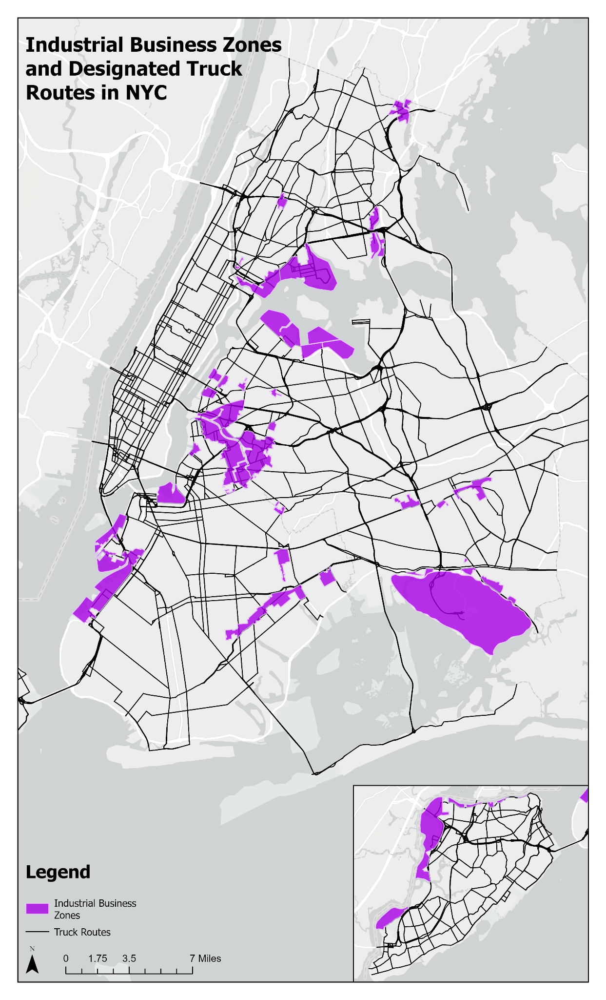 Industrial Business Zones
and Designated Truck
Routes in NYC
Legend
Industrial Business
Zones
Truck Routes
N
0 1.75 3.5 7 Miles